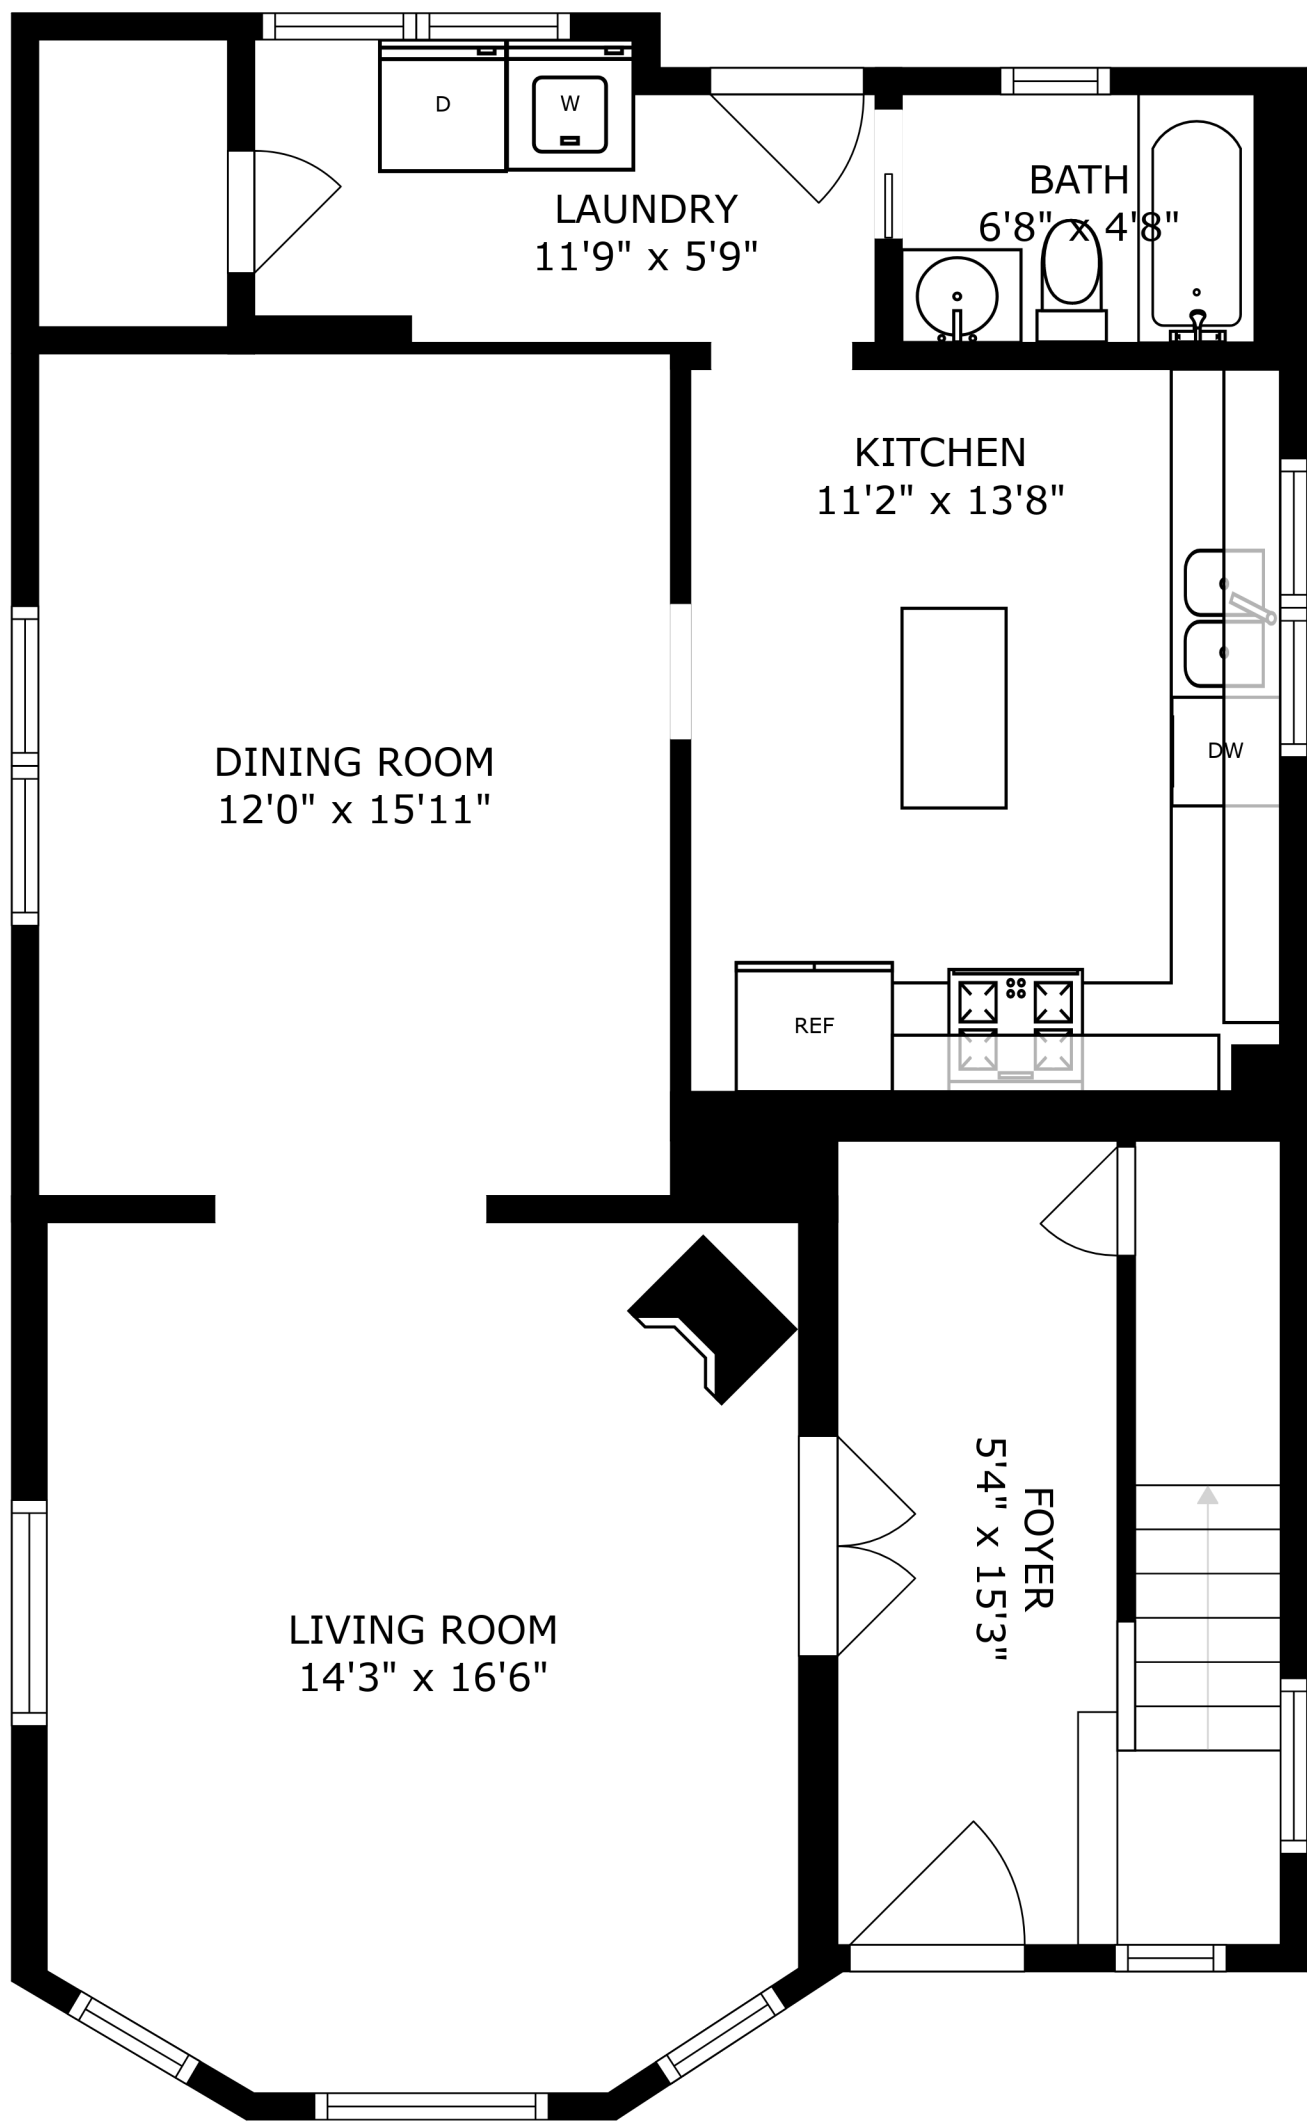 D
W
LAUNDRY
11'9" x 5'9"
BATH
6'8" x 4'8"
KITCHEN
11'2" x 13'8"
DW
REF
DINING ROOM
12'0" x 15'11"
FOYER
5'4" x 15'3"
LIVING ROOM
14'3" x 16'6"